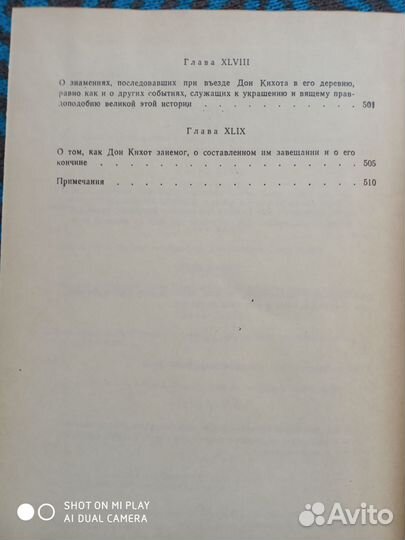 Глава XLVIII
О знамениях, последовавших при въезде Дон Кихота в его деревню,
равно как и о других событиях, служащих к украшению и вящему прав-
доподобию великой этой истории . . . . . . . . . . 501
Глава XLIX
О том, как Дон Кихот занемог, о составленном им завещании и о его
кончине . . . . . . . . . . . . . . . . . . 505
Примечания . . . . . . . . . . . . . . . . . 510
SHOT ON MI PLAY
AI DUAL CAMERA
Avito